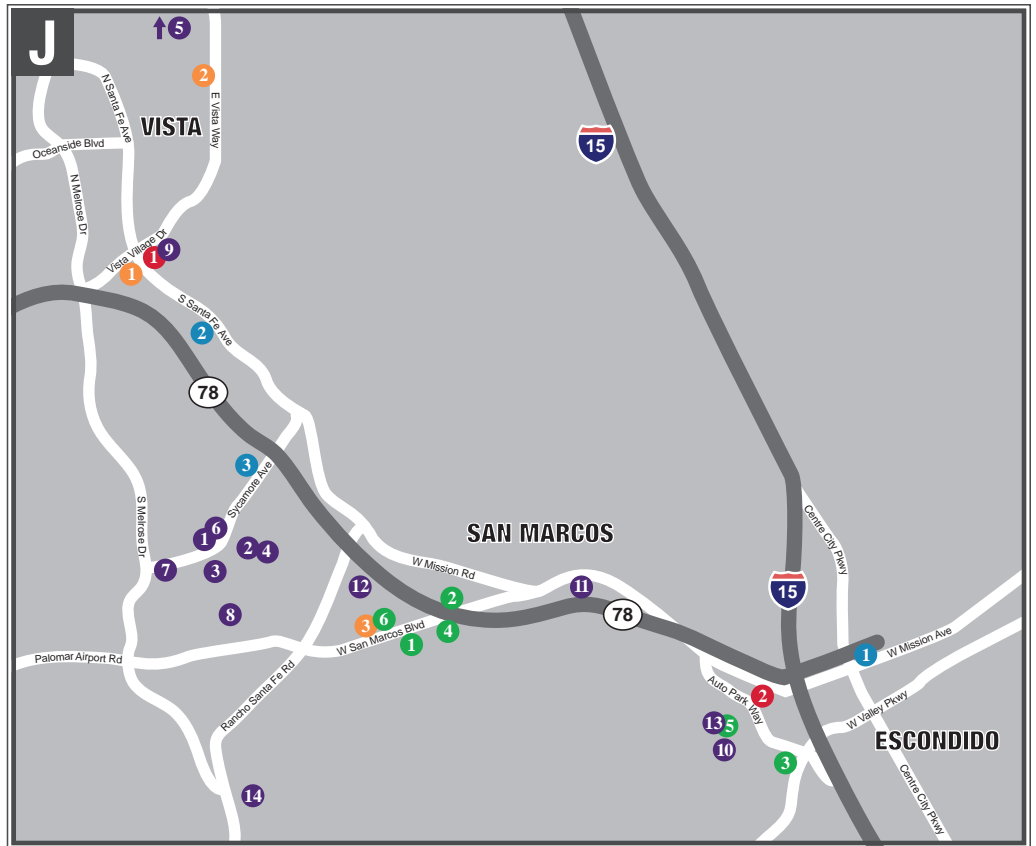 J
5
2
E Vista Way
N Santa Fe Ave
VISTA
15
Oceanside Blvd
N Melrose Dr
Vista Village Dr
1
9
1
S Santa Fe Ave
2
78
3
Sycamore Ave
S Melrose Dr
6
1
2
4
7
3
8
SAN MARCOS
Centre City Pkwy
W Mission Rd
12
11
15
2
78
6
3
4
W San Marcos Blvd
1
Palomar Airport Rd
Rancho Santa Fe Rd
1
W Mission Ave
Auto Park Way
2
W Valley Pkwy
13
5
10
ESCONDIDO
3
14
Centre City Pkwy